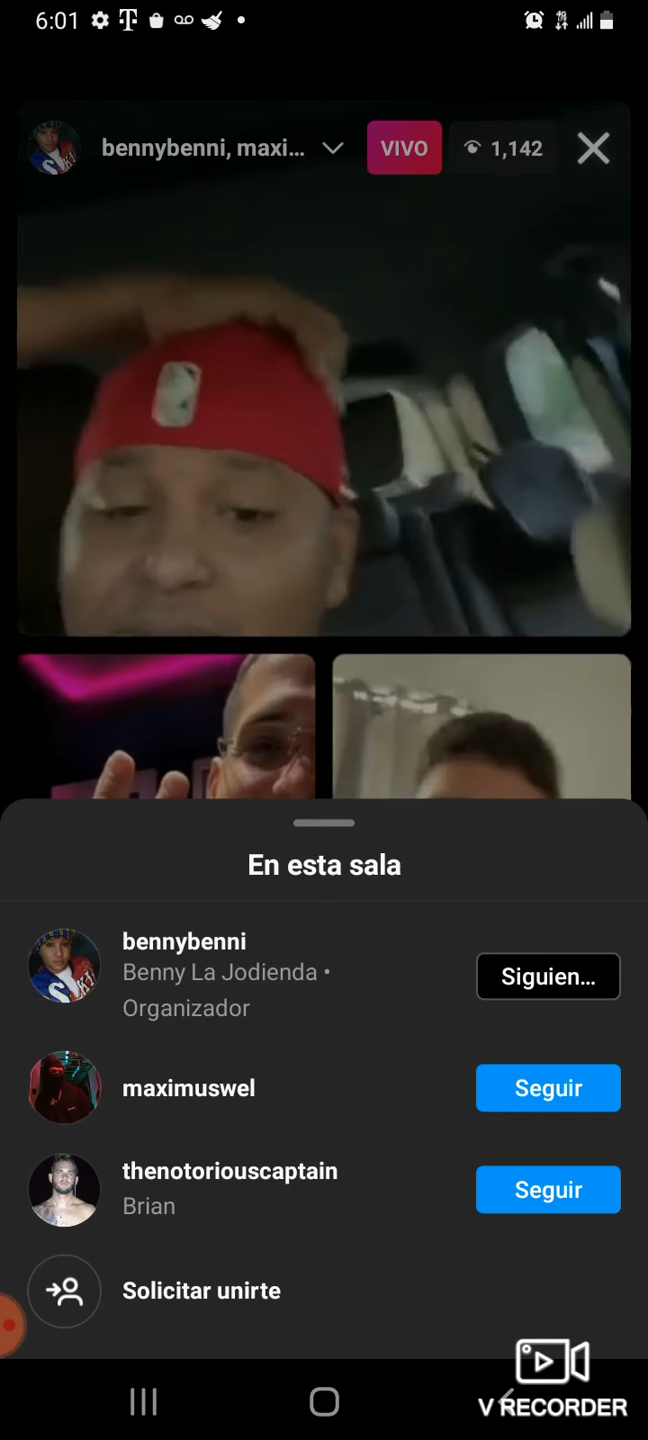 6:01
bennybenni, maxi...
VIVO
1,142
En esta sala
bennybenni
Benny La Jodienda •
Organizador
Siguien...
maximuswel
Seguir
thenotoriouscaptain
Brian
Seguir
Solicitar unirte
V RECORDER